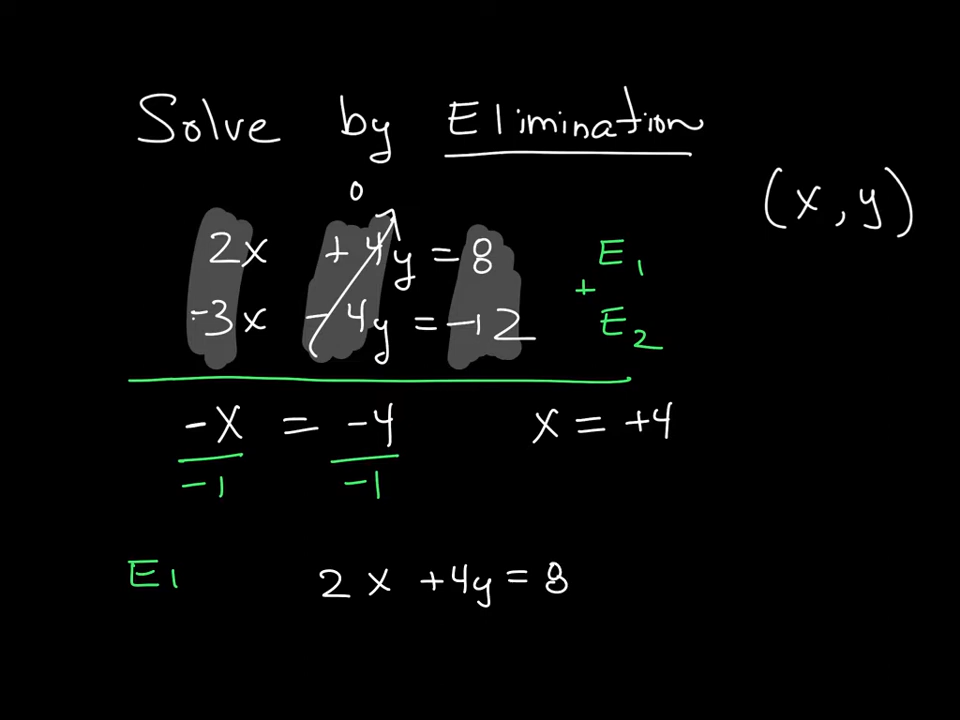 Solve by Elimination
(x, y)
0
2x + 4y = 8 E1
+
-3x - 4y = -12 E2
-x = -4 x = +4
-1 -1
E1 2x + 4y = 8